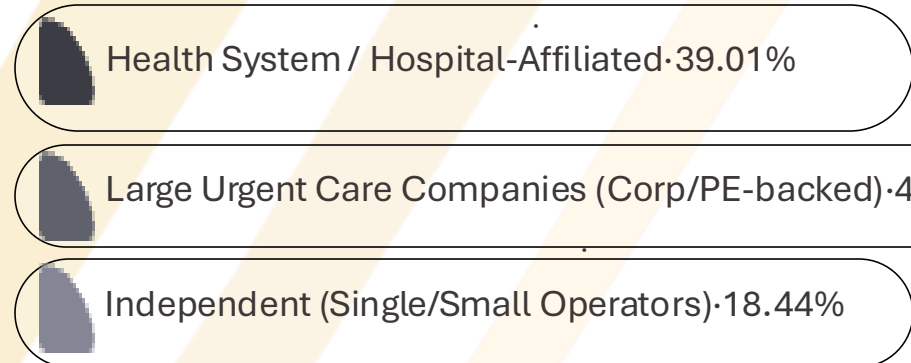 Health System / Hospital-Affiliated·39.01%
Large Urgent Care Companies (Corp/PE-backed)·4
Independent (Single/Small Operators)·18.44%